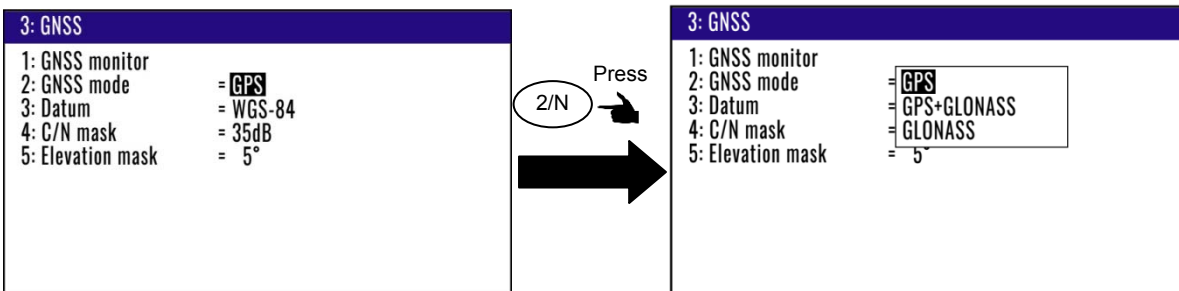 3: GNSS
1: GNSS monitor
2: GNSS mode = GPS
3: Datum = WGS-84
4: C/N mask = 35dB
5: Elevation mask = 5°
Press
2/N
3: GNSS
1: GNSS monitor
2: GNSS mode = GPS
3: Datum = GPS+GLONASS
4: C/N mask = GLONASS
5: Elevation mask = 5°